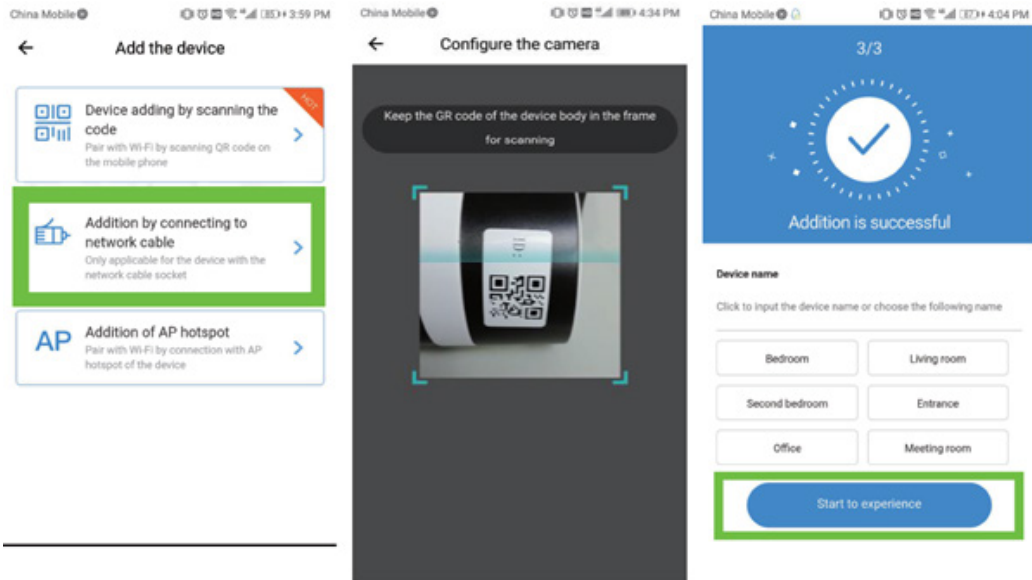 China Mobile
3:59 PM
Add the device
HOT
Device adding by scanning the
code
Pair with Wi-Fi by scanning QR code on
the mobile phone
Addition by connecting to
network cable
Only applicable for the device with the
network cable socket
AP
Addition of AP hotspot
Pair with Wi-Fi by connection with AP
hotspot of the device
China Mobile
4:34 PM
Configure the camera
Keep the GR code of the device body in the frame
for scanning
ID:
China Mobile
4:04 PM
3/3
Addition is successful
Device name
Click to input the device name or choose the following name
Bedroom
Living room
Second bedroom
Entrance
Office
Meeting room
Start to experience